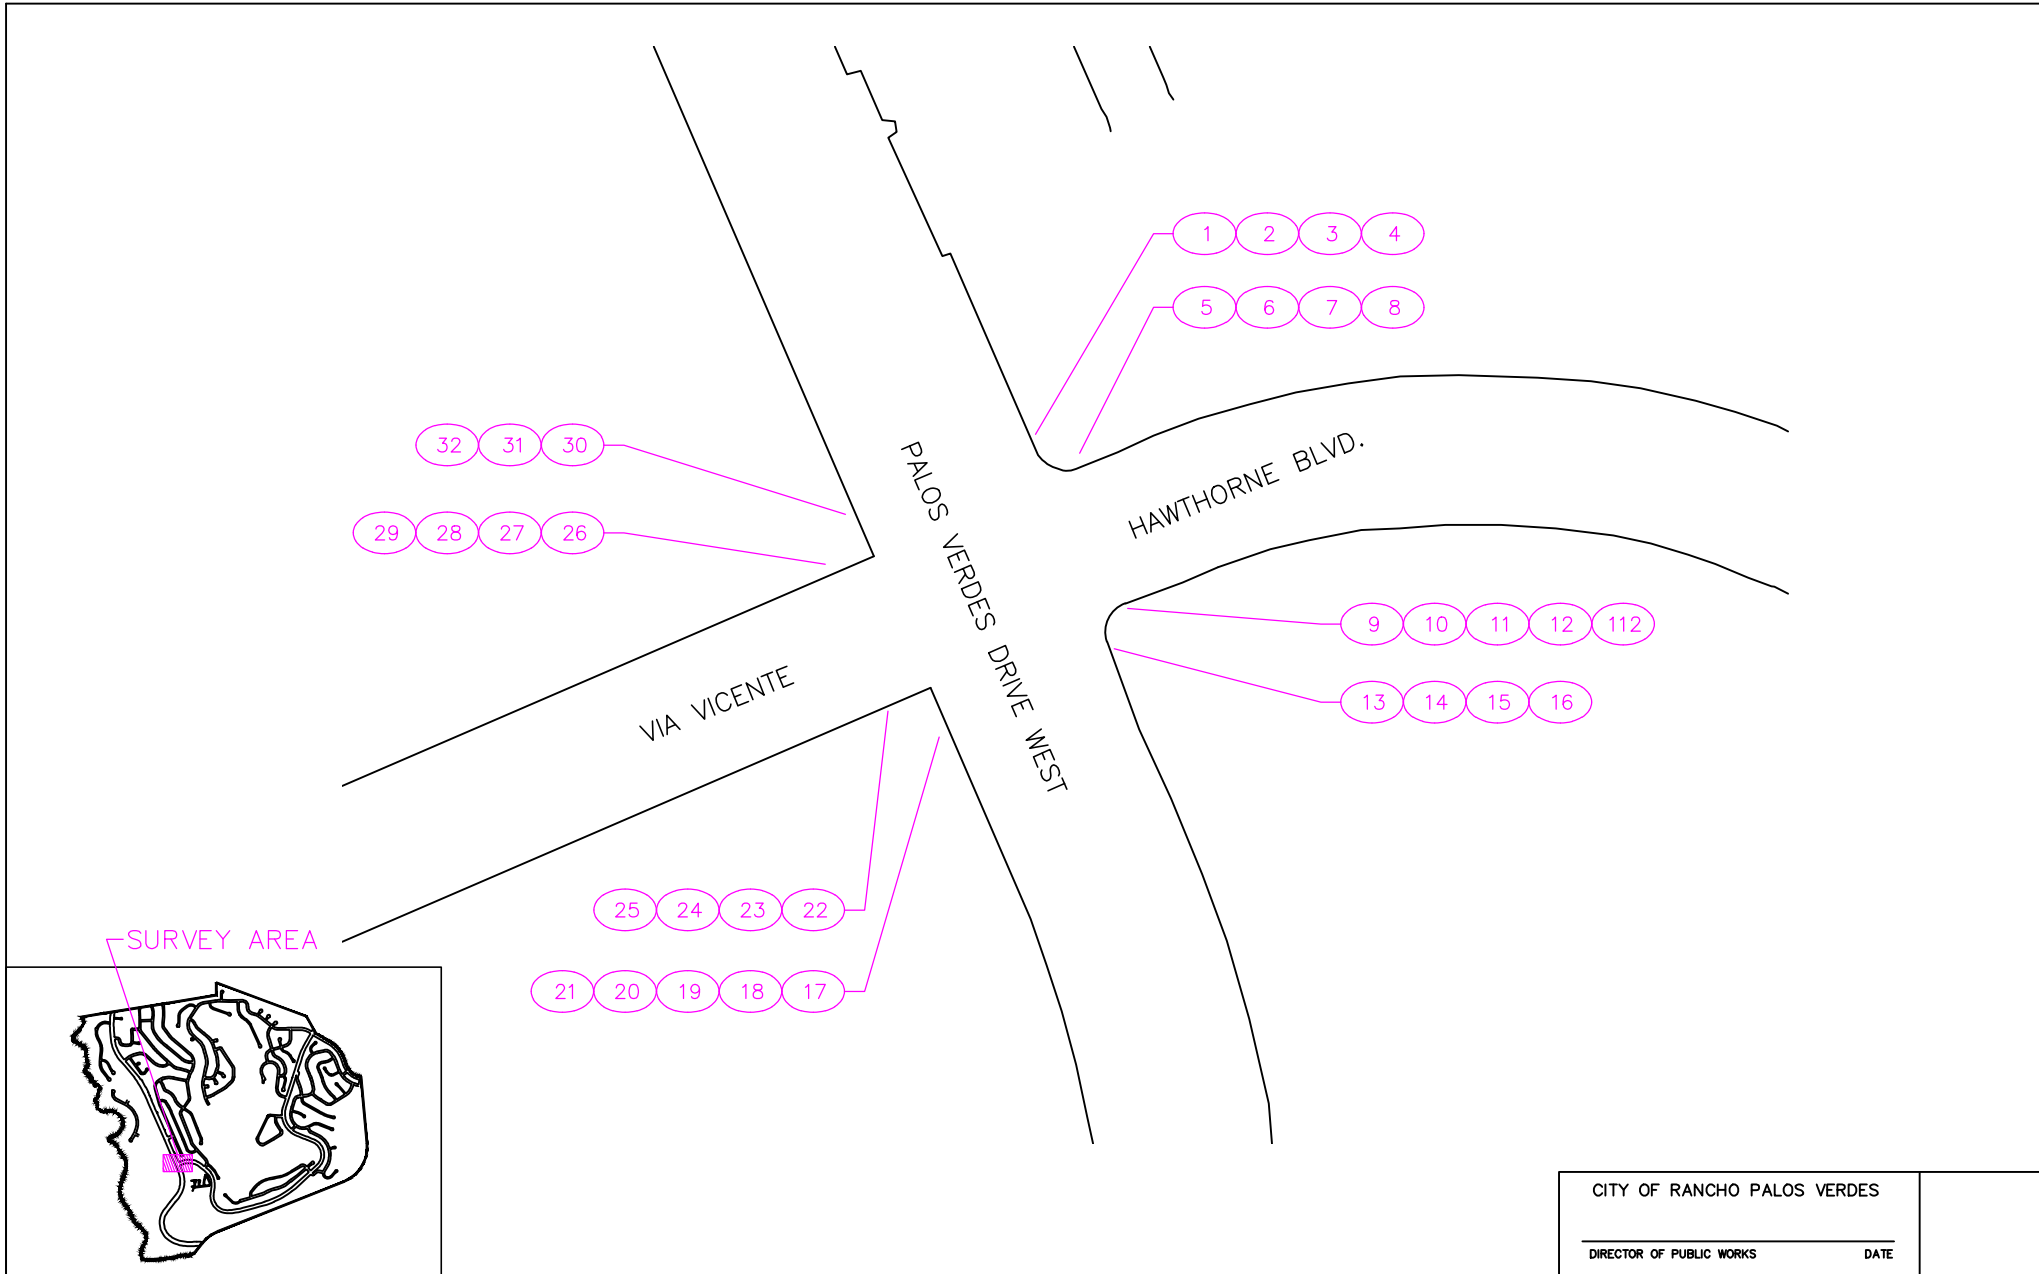 1 2 3 4
5 6 7 8
32 31 30
29 28 27 26
PALOS VERDES DRIVE WEST
HAWTHORNE BLVD.
9 10 11 12 112
13 14 15 16
VIA VICENTE
25 24 23 22
21 20 19 18 17
SURVEY AREA
CITY OF RANCHO PALOS VERDES
DIRECTOR OF PUBLIC WORKS DATE